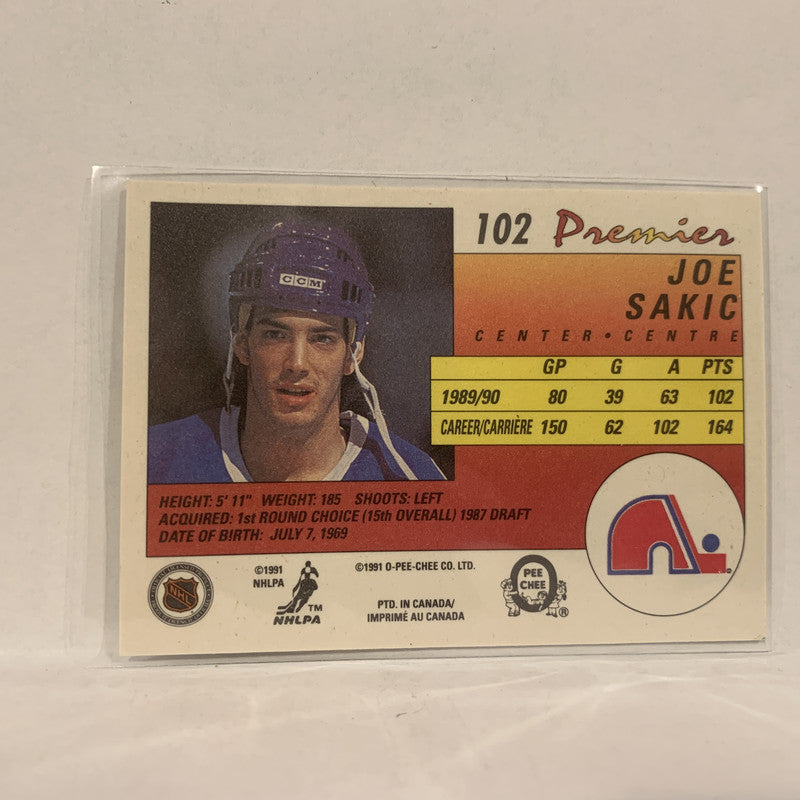 102 Premier
JOE
SAKIC
CENTER • CENTRE
GP G A PTS
1989/90 80 39 63 102
CAREER/CARRIÈRE 150 62 102 164
CCM
HEIGHT: 5' 11" WEIGHT: 185 SHOOTS: LEFT
ACQUIRED: 1st ROUND CHOICE (15th OVERALL) 1987 DRAFT
DATE OF BIRTH: JULY 7, 1969
NHL
©1991
NHLPA
NHLPA
TM
©1991 O-PEE-CHEE CO. LTD.
PTD. IN CANADA/
IMPRIMÉ AU CANADA
O
PEE
CHEE
®